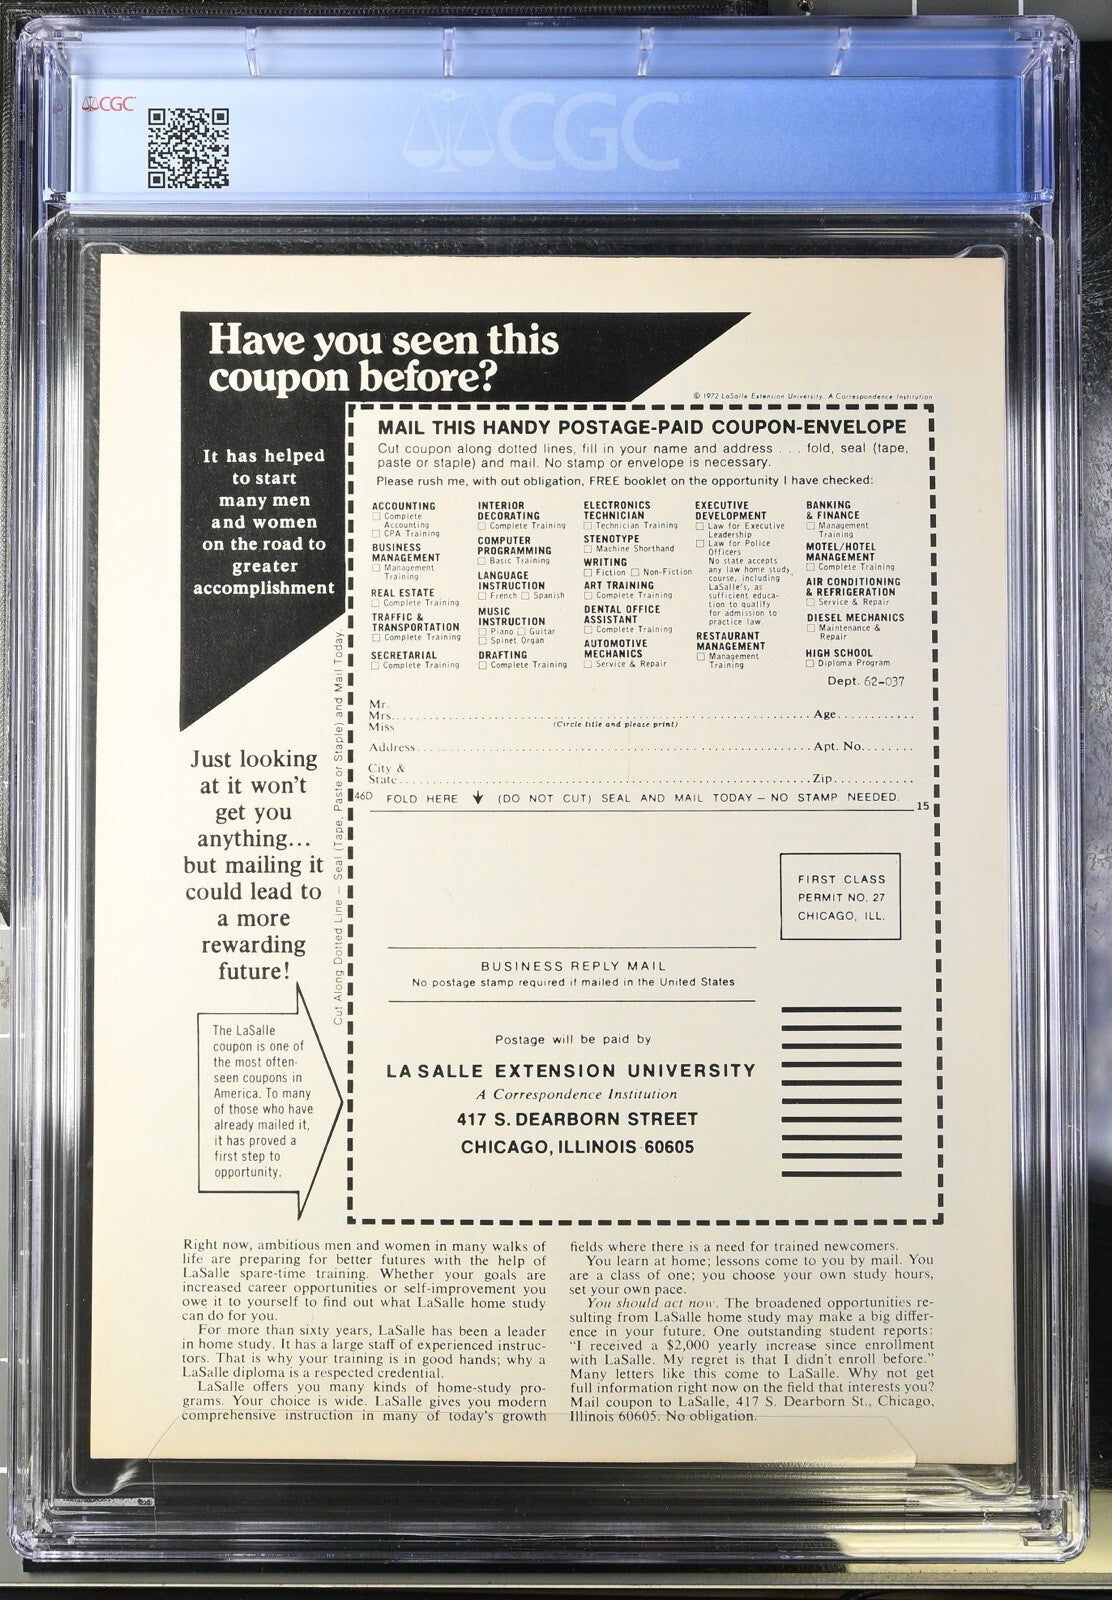 CGC
CGC
Have you seen this
coupon before?
© 1972 LaSalle Extension University. A Correspondence Institution
It has helped
to start
many men
and women
on the road to
greater
accomplishment
MAIL THIS HANDY POSTAGE-PAID COUPON-ENVELOPE
Cut coupon along dotted lines, fill in your name and address . . . fold, seal (tape,
paste or staple) and mail. No stamp or envelope is necessary.
Please rush me, with out obligation, FREE booklet on the opportunity I have checked:
ACCOUNTING
☐ Complete
Accounting
☐ CPA Training
BUSINESS
MANAGEMENT
☐ Management
Training
REAL ESTATE
☐ Complete Training
TRAFFIC &
TRANSPORTATION
☐ Complete Training
SECRETARIAL
☐ Complete Training
INTERIOR
DECORATING
☐ Complete Training
COMPUTER
PROGRAMMING
☐ Basic Training
LANGUAGE
INSTRUCTION
☐ French ☐ Spanish
MUSIC
INSTRUCTION
☐ Piano ☐ Guitar
☐ Spinet Organ
DRAFTING
☐ Complete Training
ELECTRONICS
TECHNICIAN
☐ Technician Training
STENOTYPE
☐ Machine Shorthand
WRITING
☐ Fiction ☐ Non-Fiction
ART TRAINING
☐ Complete Training
DENTAL OFFICE
ASSISTANT
☐ Complete Training
AUTOMOTIVE
MECHANICS
☐ Service & Repair
EXECUTIVE
DEVELOPMENT
☐ Law for Executive
Leadership
☐ Law for Police
Officers
No state accepts
any law home study
course, including
LaSalle's, as
sufficient educa-
tion to qualify
for admission to
practice law.
RESTAURANT
MANAGEMENT
☐ Management
Training
BANKING
& FINANCE
☐ Management
Training
MOTEL/HOTEL
MANAGEMENT
☐ Complete Training
AIR CONDITIONING
& REFRIGERATION
☐ Service & Repair
DIESEL MECHANICS
☐ Maintenance &
Repair
HIGH SCHOOL
☐ Diploma Program
Dept. 62-037
Mr.
Mrs. Age
Miss
(Circle title and please print)
Address Apt. No.
City &
State Zip
46D FOLD HERE ↓ (DO NOT CUT) SEAL AND MAIL TODAY – NO STAMP NEEDED. 15
Cut Along Dotted Line – Seal (Tape, Paste or Staple) and Mail Today.
Just looking
at it won't
get you
anything...
but mailing it
could lead to
a more
rewarding
future!
FIRST CLASS
PERMIT NO. 27
CHICAGO, ILL.
BUSINESS REPLY MAIL
No postage stamp required if mailed in the United States
Postage will be paid by
LA SALLE EXTENSION UNIVERSITY
A Correspondence Institution
417 S. DEARBORN STREET
CHICAGO, ILLINOIS 60605
The LaSalle
coupon is one of
the most often-
seen coupons in
America. To many
of those who have
already mailed it,
it has proved a
first step to
opportunity.
Right now, ambitious men and women in many walks of
life are preparing for better futures with the help of
LaSalle spare-time training. Whether your goals are
increased career opportunities or self-improvement you
owe it to yourself to find out what LaSalle home study
can do for you.
For more than sixty years, LaSalle has been a leader
in home study. It has a large staff of experienced instruc-
tors. That is why your training is in good hands; why a
LaSalle diploma is a respected credential.
LaSalle offers you many kinds of home-study pro-
grams. Your choice is wide. LaSalle gives you modern
comprehensive instruction in many of today's growth
fields where there is a need for trained newcomers.
You learn at home; lessons come to you by mail. You
are a class of one; you choose your own study hours,
set your own pace.
You should act now. The broadened opportunities re-
sulting from LaSalle home study may make a big differ-
ence in your future. One outstanding student reports:
"I received a $2,000 yearly increase since enrollment
with LaSalle. My regret is that I didn't enroll before."
Many letters like this come to LaSalle. Why not get
full information right now on the field that interests you?
Mail coupon to LaSalle, 417 S. Dearborn St., Chicago,
Illinois 60605. No obligation.